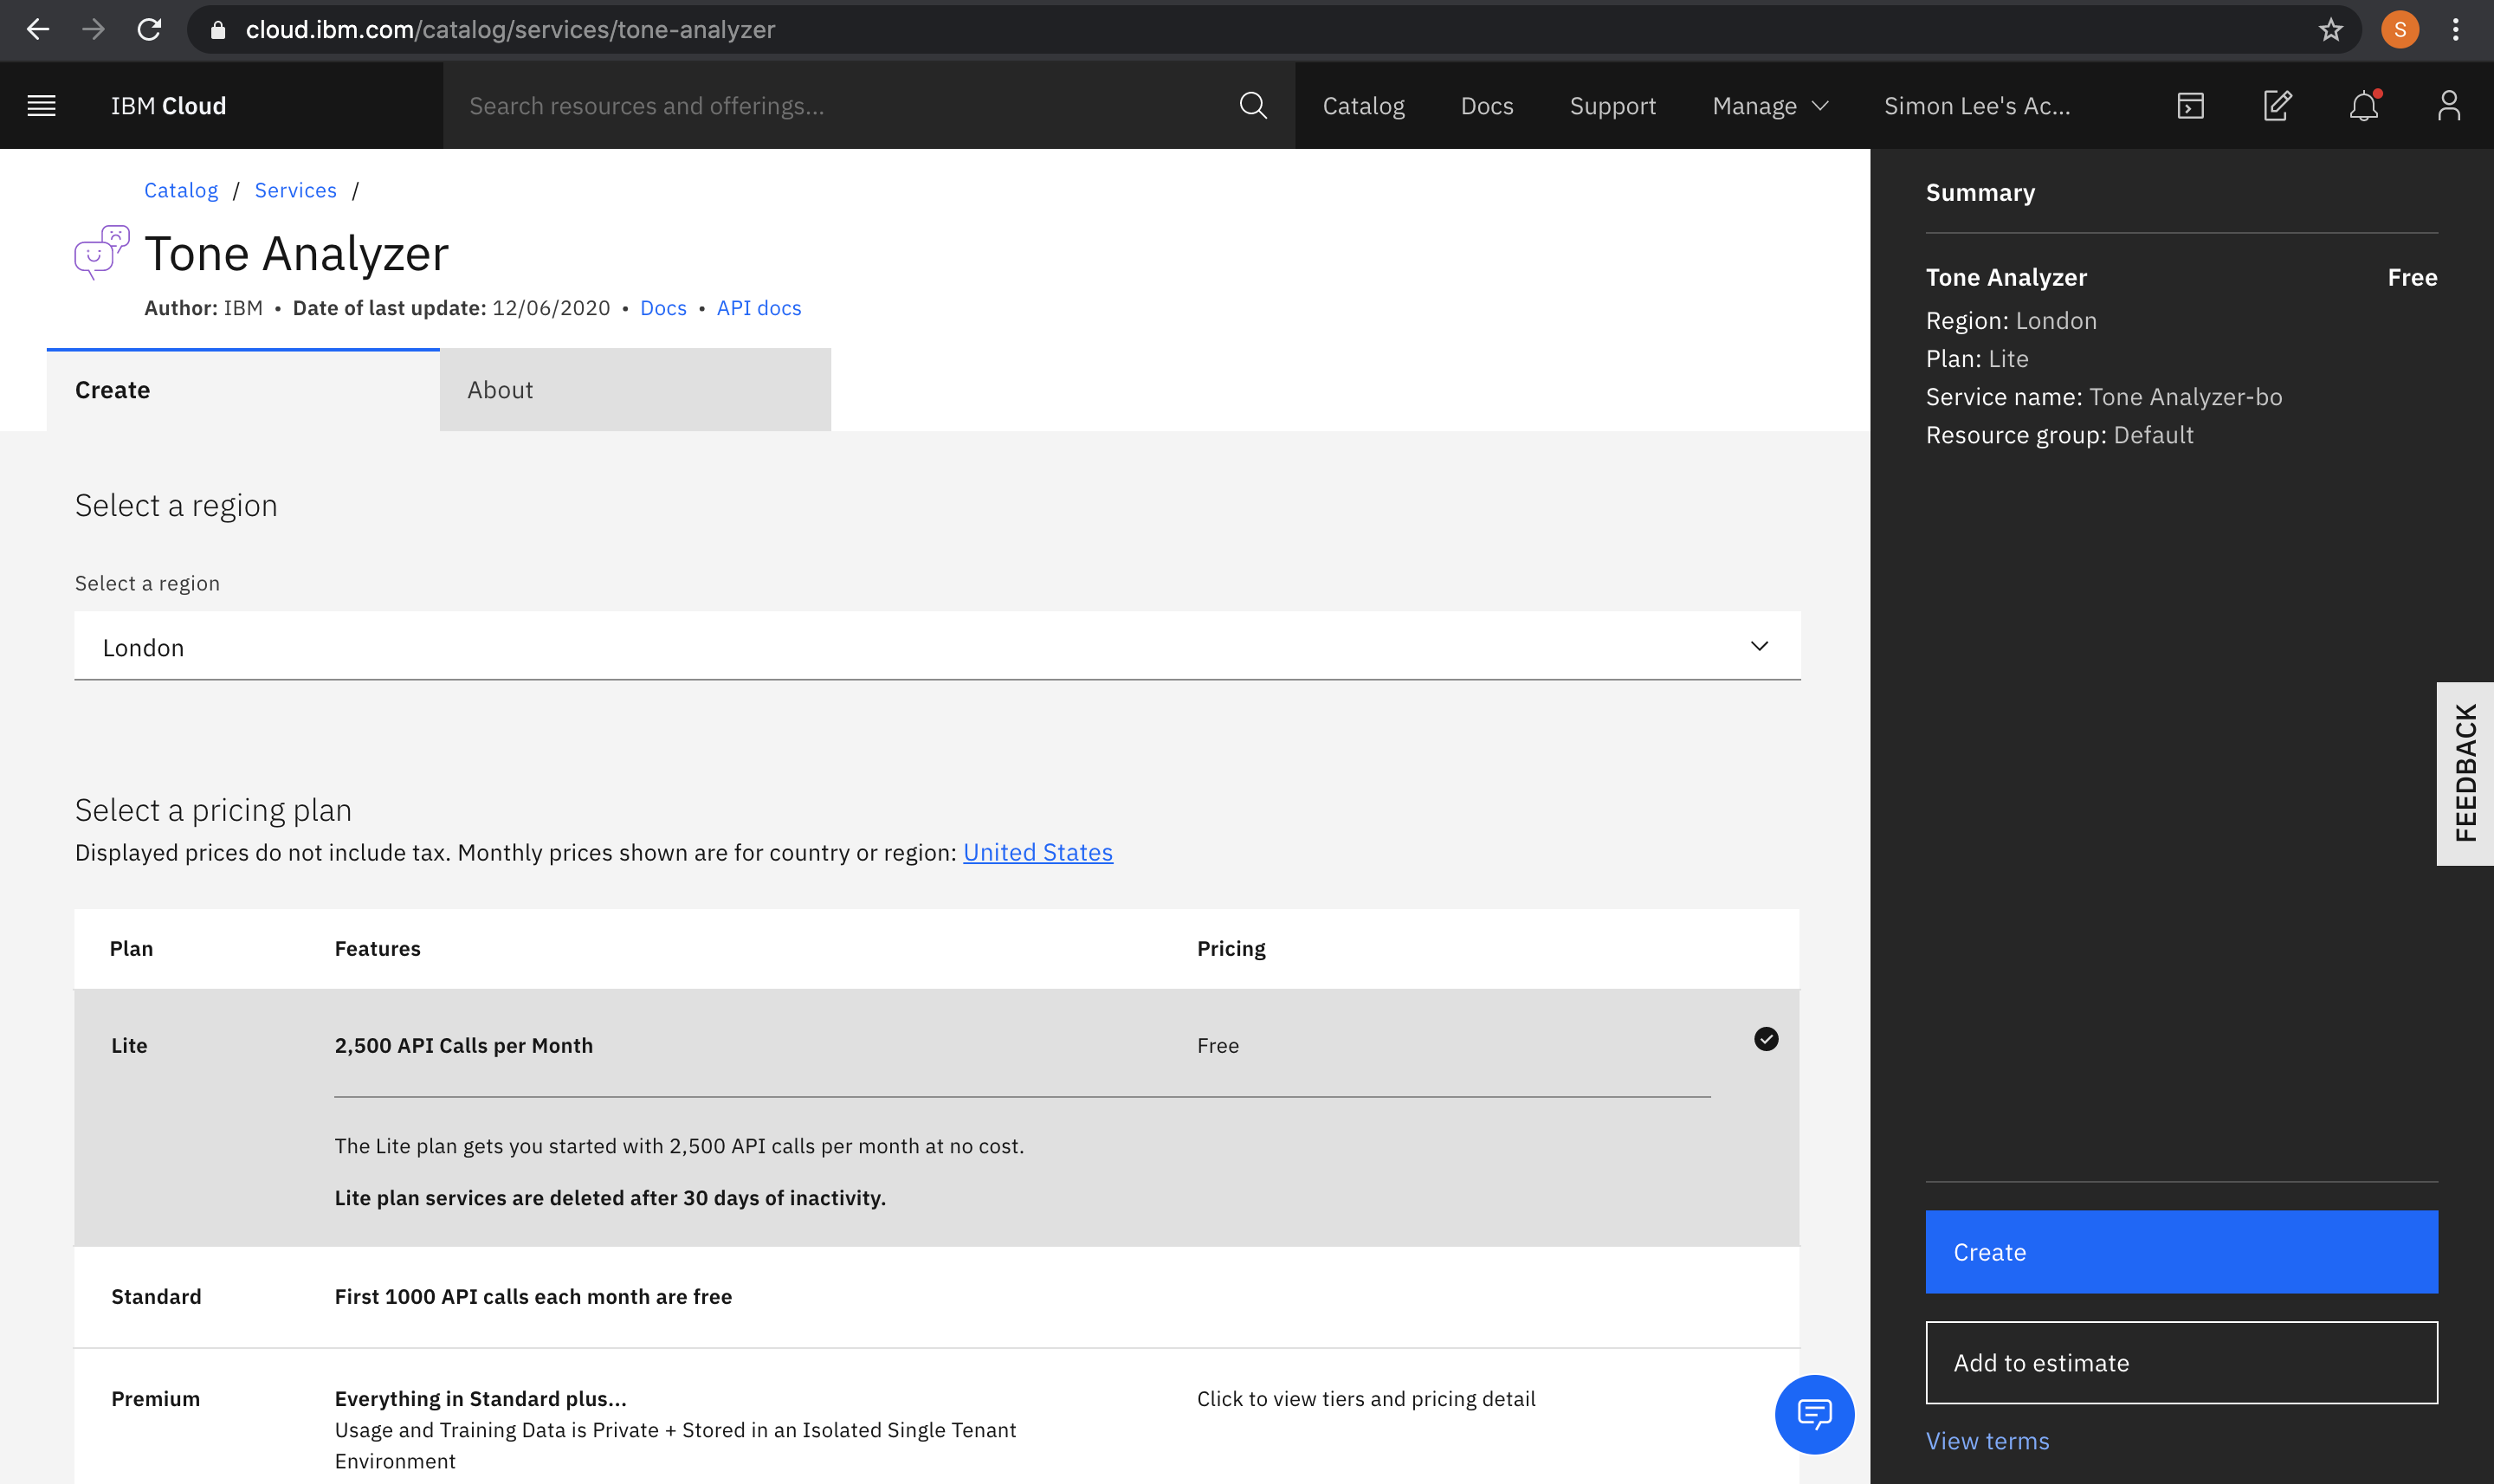 cloud.ibm.com/catalog/services/tone-analyzer
S
IBM Cloud
Search resources and offerings...
Catalog
Docs
Support
Manage
Simon Lee's Ac...
Catalog / Services /
Tone Analyzer
Author: IBM • Date of last update: 12/06/2020 • Docs • API docs
Create
About
Select a region
Select a region
London
Select a pricing plan
Displayed prices do not include tax. Monthly prices shown are for country or region: United States
Plan Features Pricing
Lite 2,500 API Calls per Month Free
The Lite plan gets you started with 2,500 API calls per month at no cost.
Lite plan services are deleted after 30 days of inactivity.
Standard First 1000 API calls each month are free
Premium Everything in Standard plus... Click to view tiers and pricing detail
Usage and Training Data is Private + Stored in an Isolated Single Tenant
Environment
Summary
Tone Analyzer Free
Region: London
Plan: Lite
Service name: Tone Analyzer-bo
Resource group: Default
FEEDBACK
Create
Add to estimate
View terms